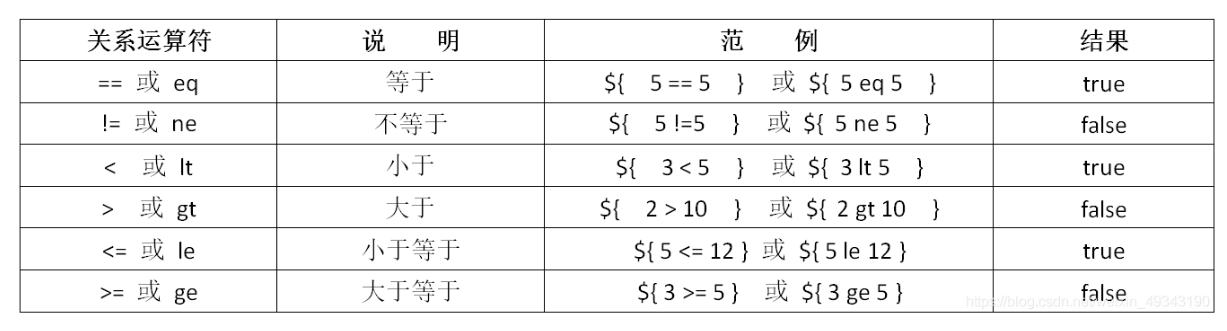 关系运算符 说 明 范 例 结果
== 或 eq 等于 ${ 5 == 5 } 或 ${ 5 eq 5 } true
!= 或 ne 不等于 ${ 5 !=5 } 或 ${ 5 ne 5 } false
< 或 lt 小于 ${ 3 < 5 } 或 ${ 3 lt 5 } true
> 或 gt 大于 ${ 2 > 10 } 或 ${ 2 gt 10 } false
<= 或 le 小于等于 ${ 5 <= 12 } 或 ${ 5 le 12 } true
>= 或 ge 大于等于 ${ 3 >= 5 } 或 ${ 3 ge 5 } false
https://blog.csdn.net/weixin_49343190